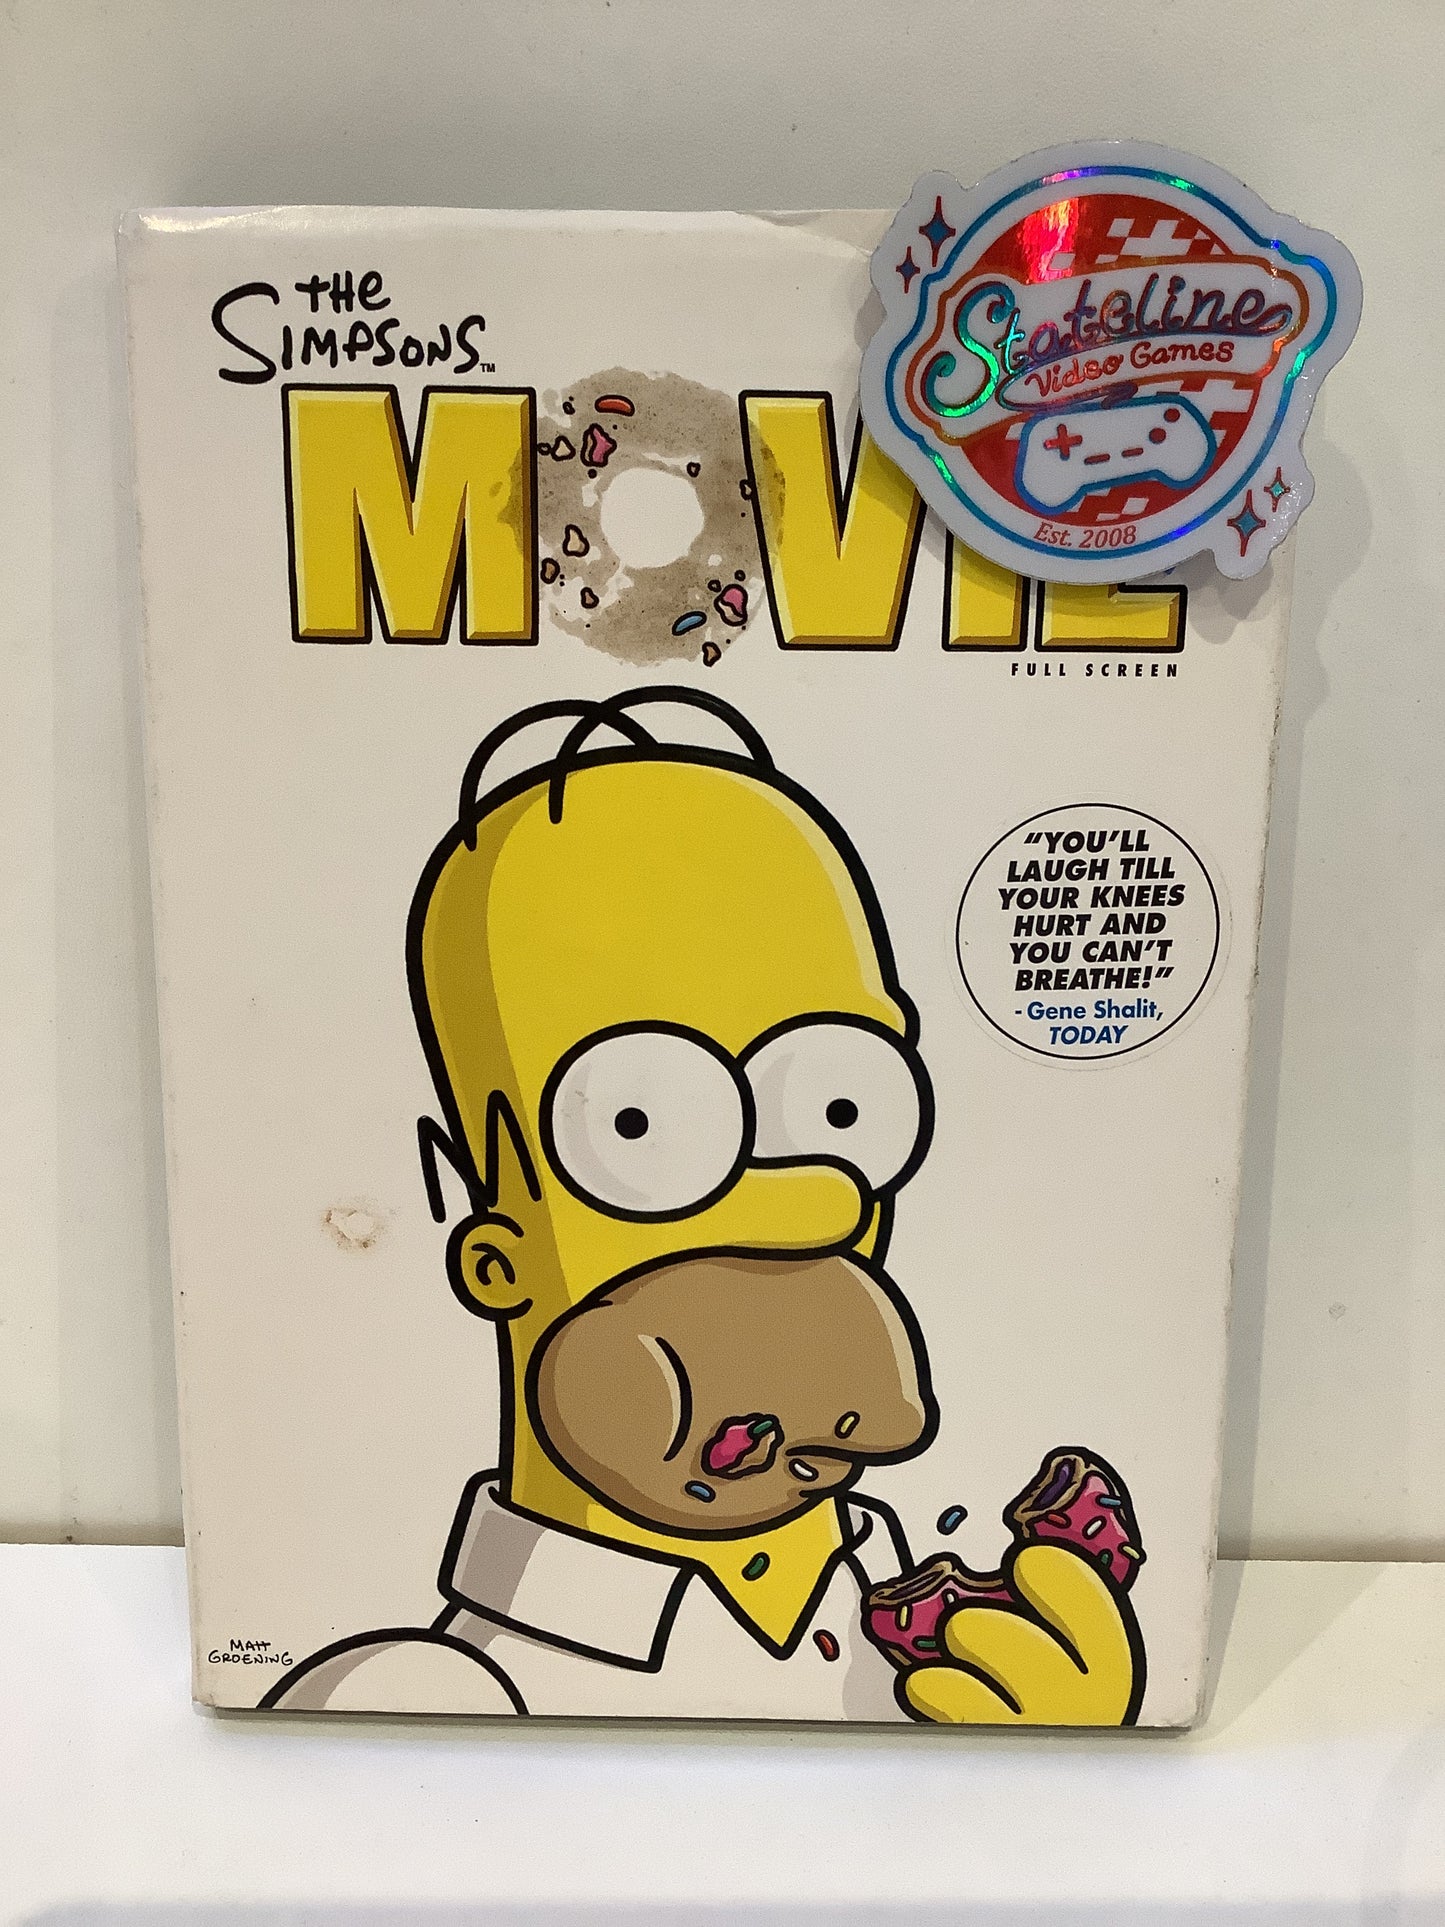 THE
SIMPSONS™
MOVIE
FULL SCREEN
Stateline
Video Games
Est. 2008
"YOU'LL
LAUGH TILL
YOUR KNEES
HURT AND
YOU CAN'T
BREATHE!"
- Gene Shalit,
TODAY
MATT
GROENING